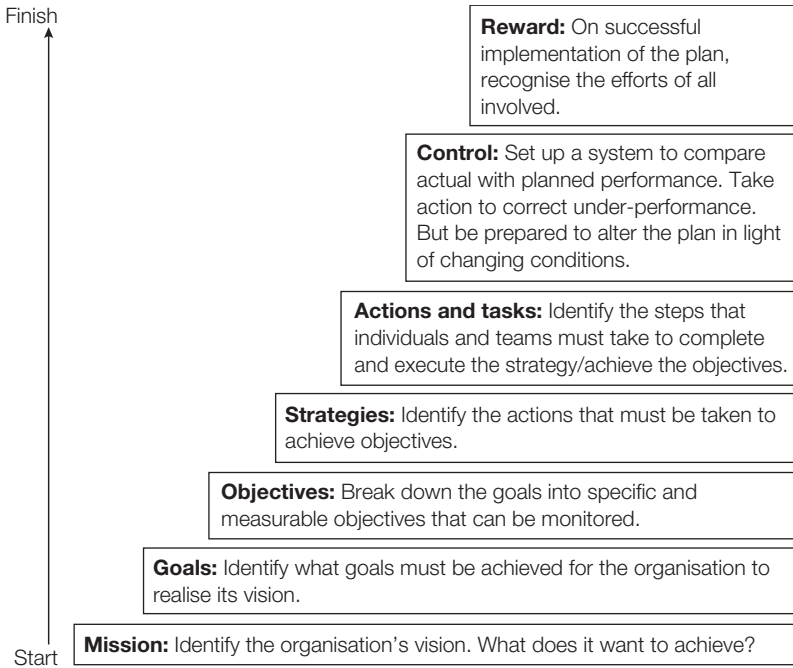 Finish
Reward: On successful
implementation of the plan,
recognise the efforts of all
involved.
Control: Set up a system to compare
actual with planned performance. Take
action to correct under-performance.
But be prepared to alter the plan in light
of changing conditions.
Actions and tasks: Identify the steps that
individuals and teams must take to complete
and execute the strategy/achieve the objectives.
Strategies: Identify the actions that must be taken to
achieve objectives.
Objectives: Break down the goals into specific and
measurable objectives that can be monitored.
Goals: Identify what goals must be achieved for the organisation to
realise its vision.
Mission: Identify the organisation’s vision. What does it want to achieve?
Start